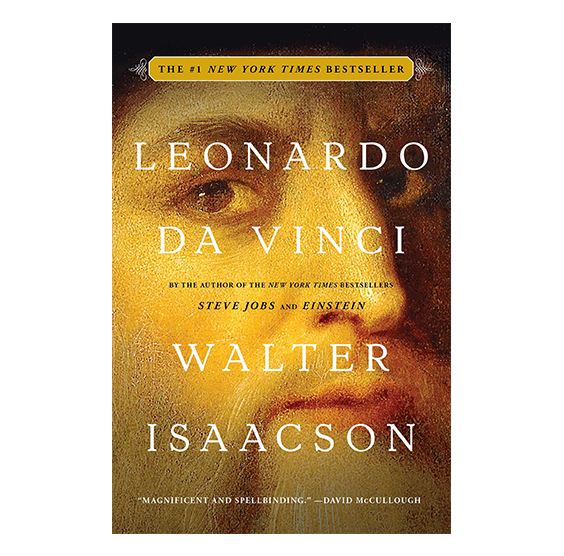 THE #1 NEW YORK TIMES BESTSELLER
LEONARDO
DA VINCI
BY THE AUTHOR OF THE NEW YORK TIMES BESTSELLERS
STEVE JOBS AND EINSTEIN
WALTER
ISAACSON
“MAGNIFICENT AND SPELLBINDING.” —DAVID McCULLOUGH